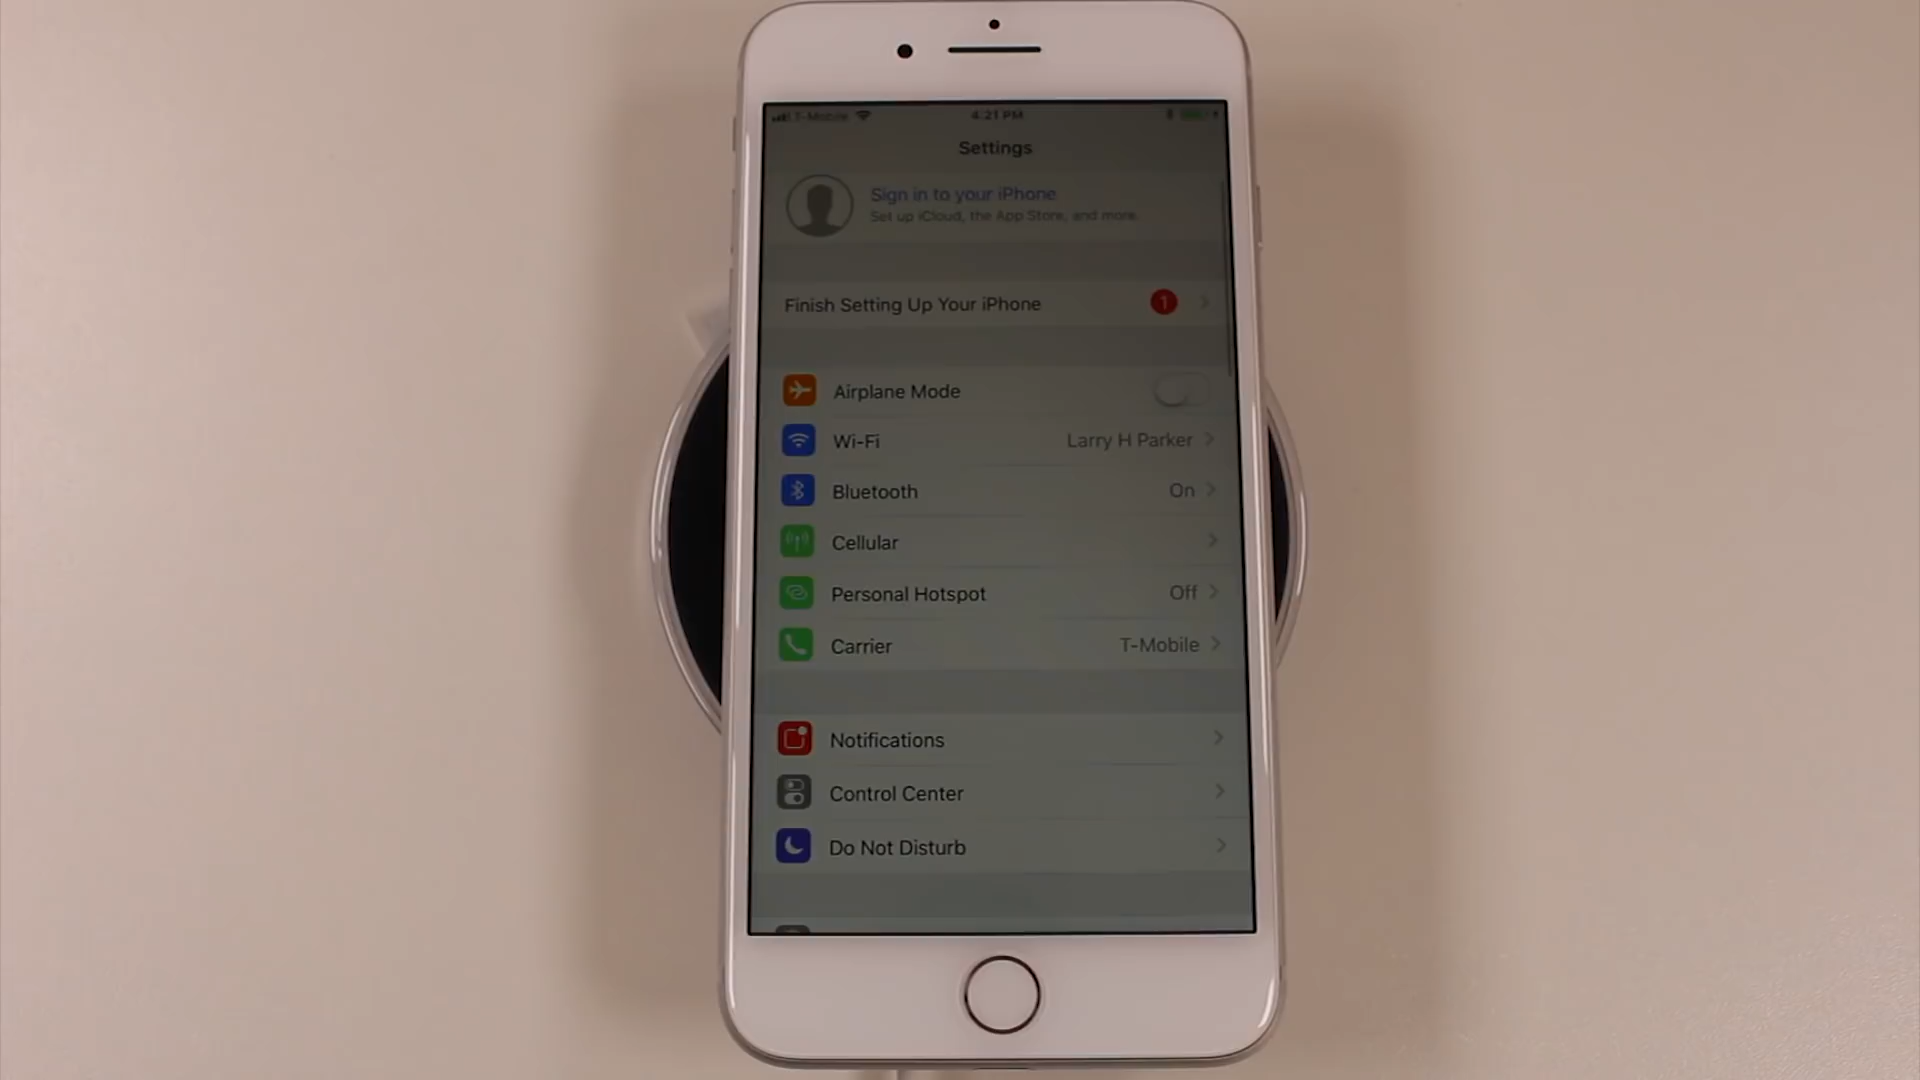 T-Mobile 4:21 PM
Settings
Sign in to your iPhone
Set up iCloud, the App Store, and more.
Finish Setting Up Your iPhone 1
Airplane Mode
Wi-Fi Larry H Parker
Bluetooth On
Cellular
Personal Hotspot Off
Carrier T-Mobile
Notifications
Control Center
Do Not Disturb